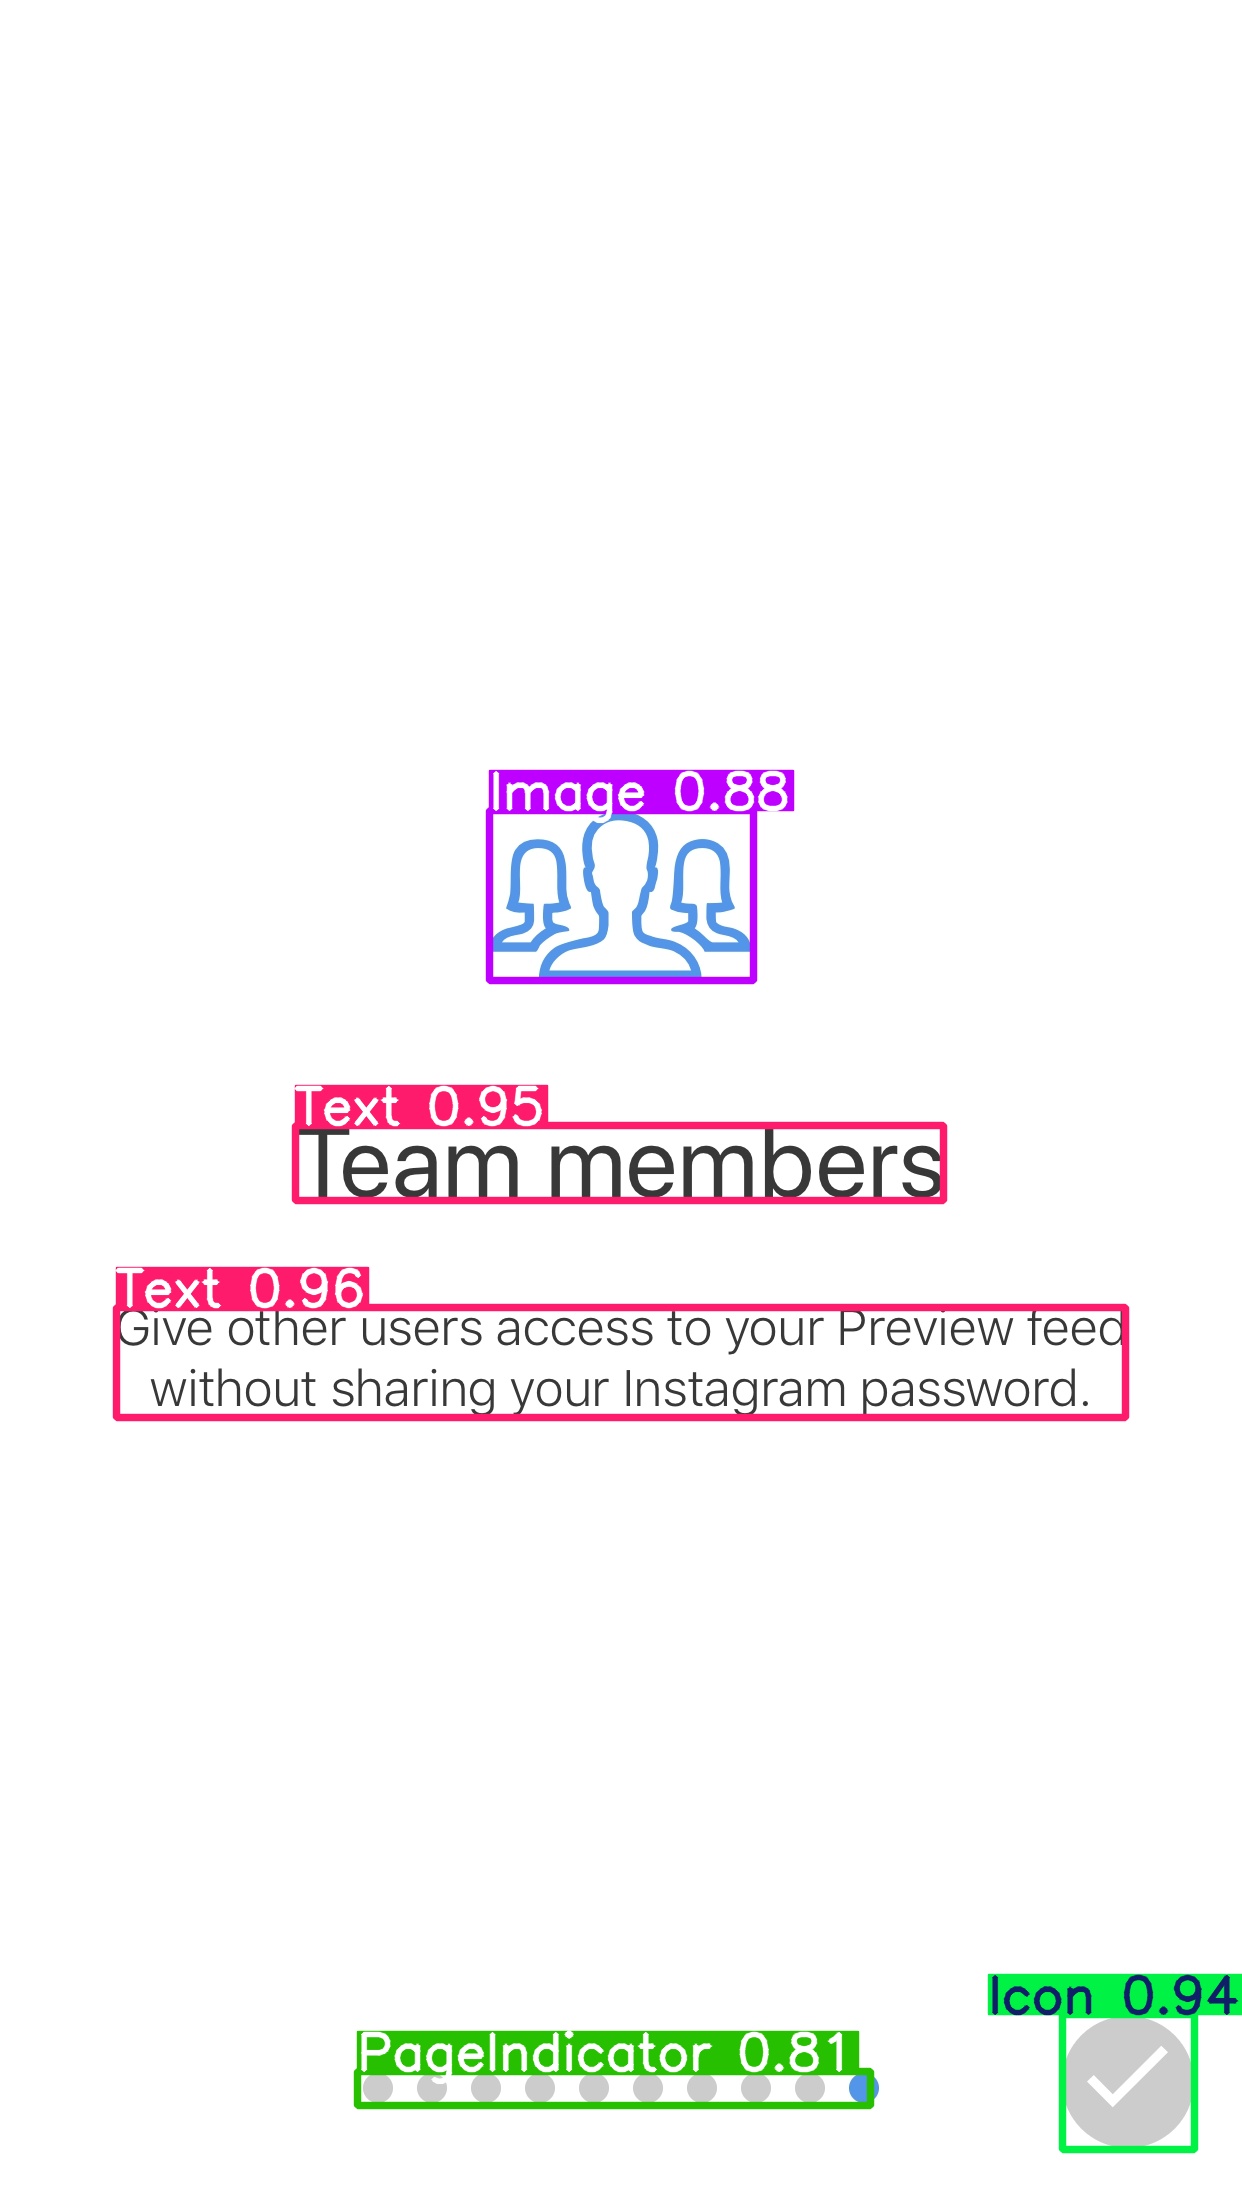 Image 0.88
Text 0.95
Team members
Text 0.96
Give other users access to your Preview feed
without sharing your Instagram password.
Icon 0.94
PageIndicator 0.81